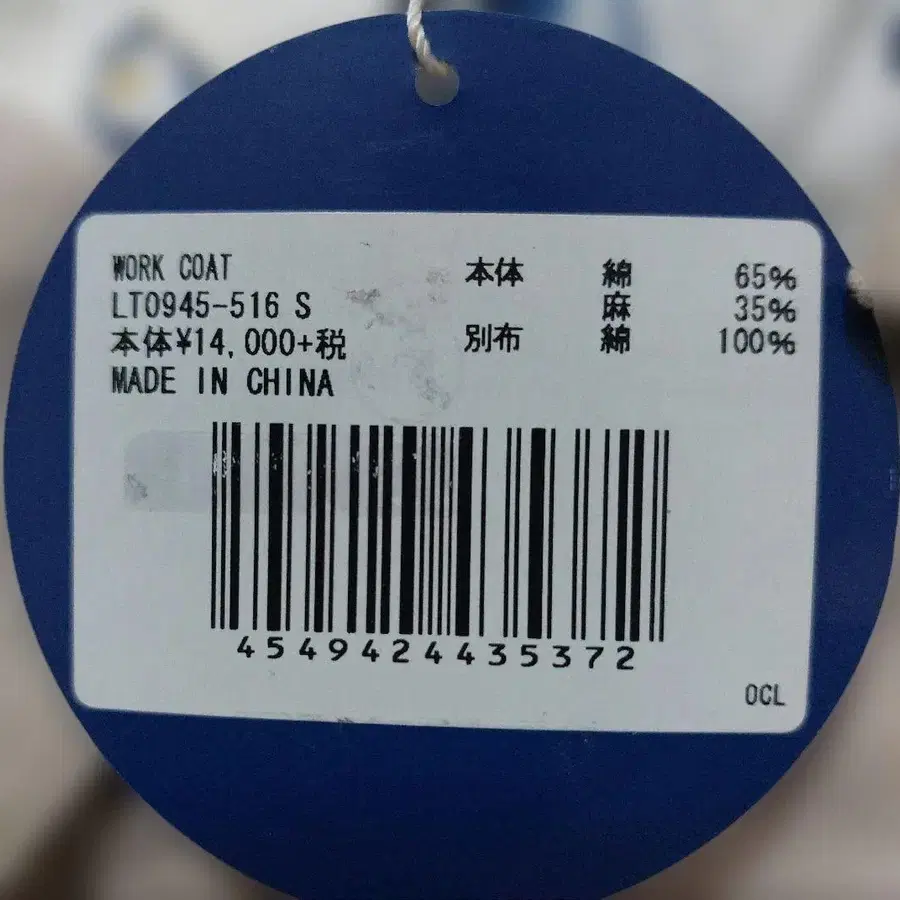 WORK COAT
LT0945-516 S
本体¥14,000+税
MADE IN CHINA
本体 綿 65%
麻 35%
別布 綿 100%
4549424435372
OCL